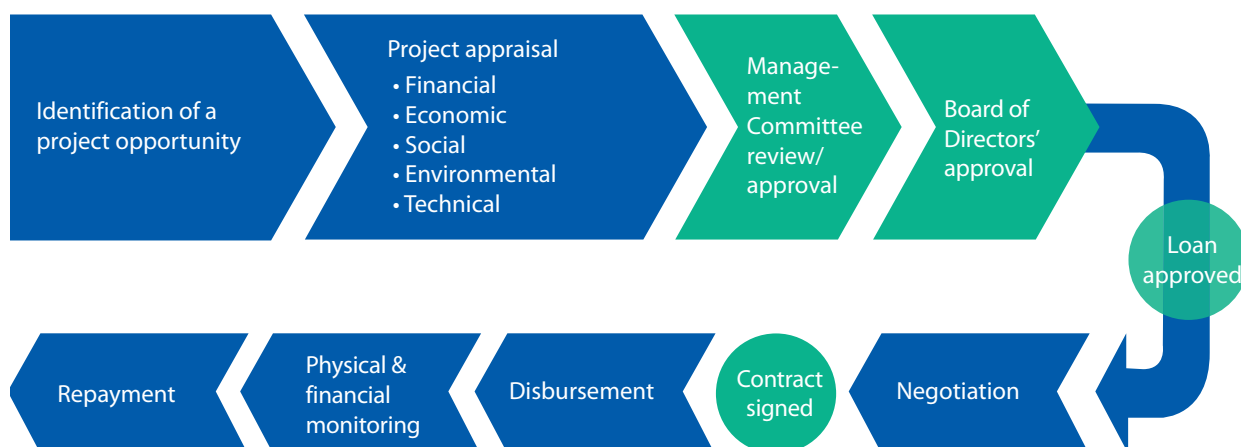 Identification of a
project opportunity
Project appraisal
• Financial
• Economic
• Social
• Environmental
• Technical
Manage-
ment
Committee
review/
approval
Board of
Directors’
approval
Loan
approved
Negotiation
Contract
signed
Disbursement
Physical &
financial
monitoring
Repayment